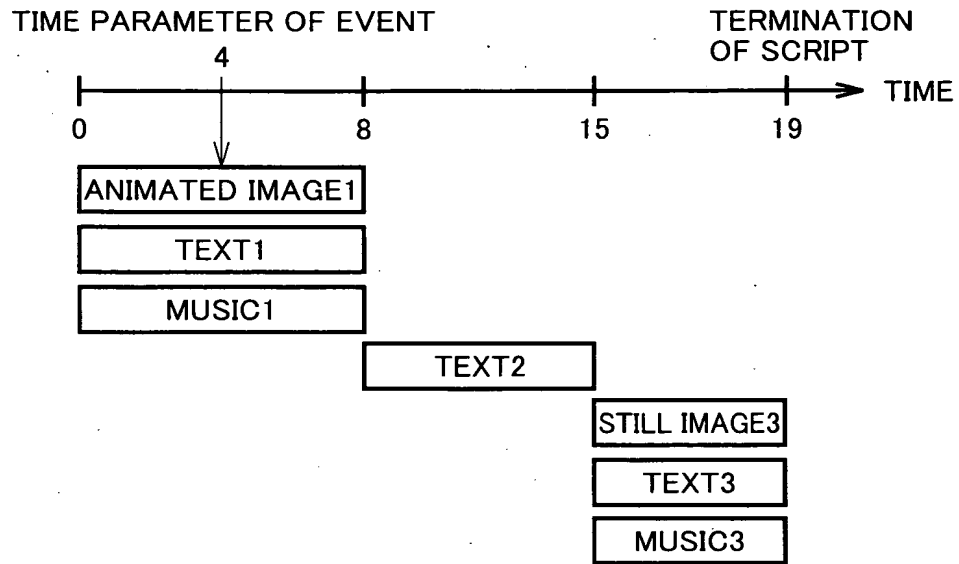 TIME PARAMETER OF EVENT
4
TERMINATION
OF SCRIPT
TIME
0
8
15
19
ANIMATED IMAGE1
TEXT1
MUSIC1
TEXT2
STILL IMAGE3
TEXT3
MUSIC3